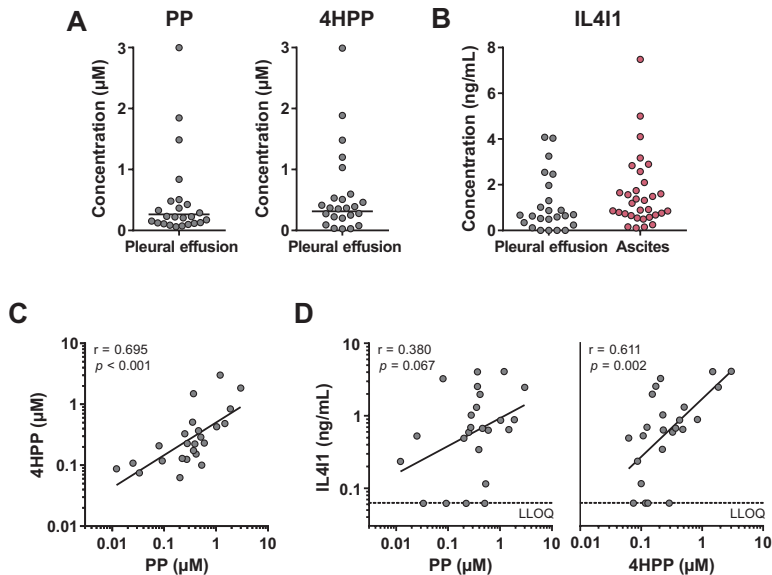 A
PP
4HPP
B
IL4I1
Concentration (µM)
3
2
1
0
Pleural effusion
Concentration (µM)
3
2
1
0
Pleural effusion
Concentration (ng/mL)
8
6
4
2
0
Pleural effusion
Ascites
C
r = 0.695
p < 0.001
4HPP (µM)
10
1
0.1
0.01
0.01
0.1
1
10
PP (µM)
D
r = 0.380
p = 0.067
IL4I1 (ng/mL)
10
1
0.1
LLOQ
0.01
0.1
1
10
PP (µM)
r = 0.611
p = 0.002
LLOQ
0.01
0.1
1
10
4HPP (µM)